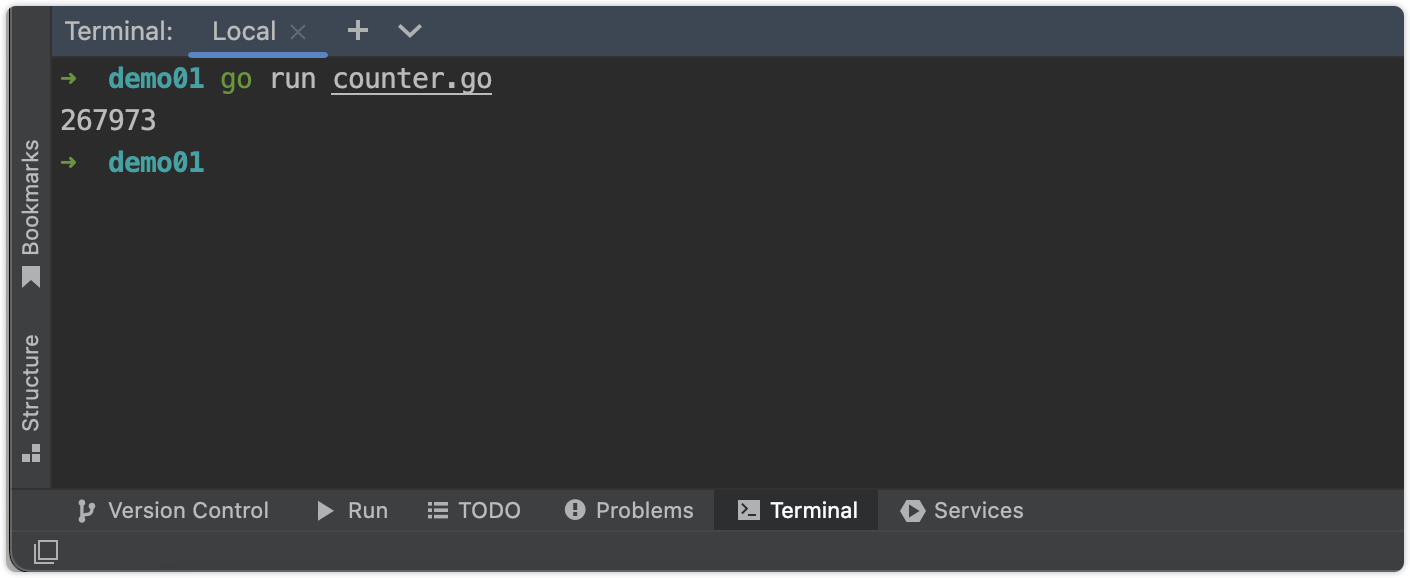 Terminal: Local
➜ demo01 go run counter.go
267973
➜ demo01
Bookmarks
Structure
Version Control Run TODO Problems Terminal Services